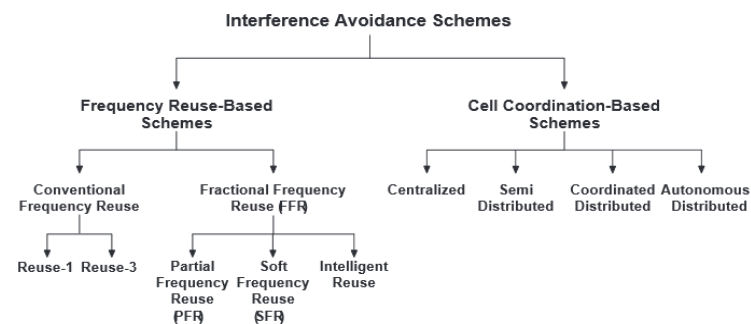 Interference Avoidance Schemes
Frequency Reuse-Based
Schemes
Cell Coordination-Based
Schemes
Conventional
Frequency Reuse
Fractional Frequency
Reuse (FFR)
Centralized
Semi
Distributed
Coordinated
Distributed
Autonomous
Distributed
Reuse-1
Reuse-3
Partial
Frequency
Reuse
(PFR)
Soft
Frequency
Reuse
(SFR)
Intelligent
Reuse